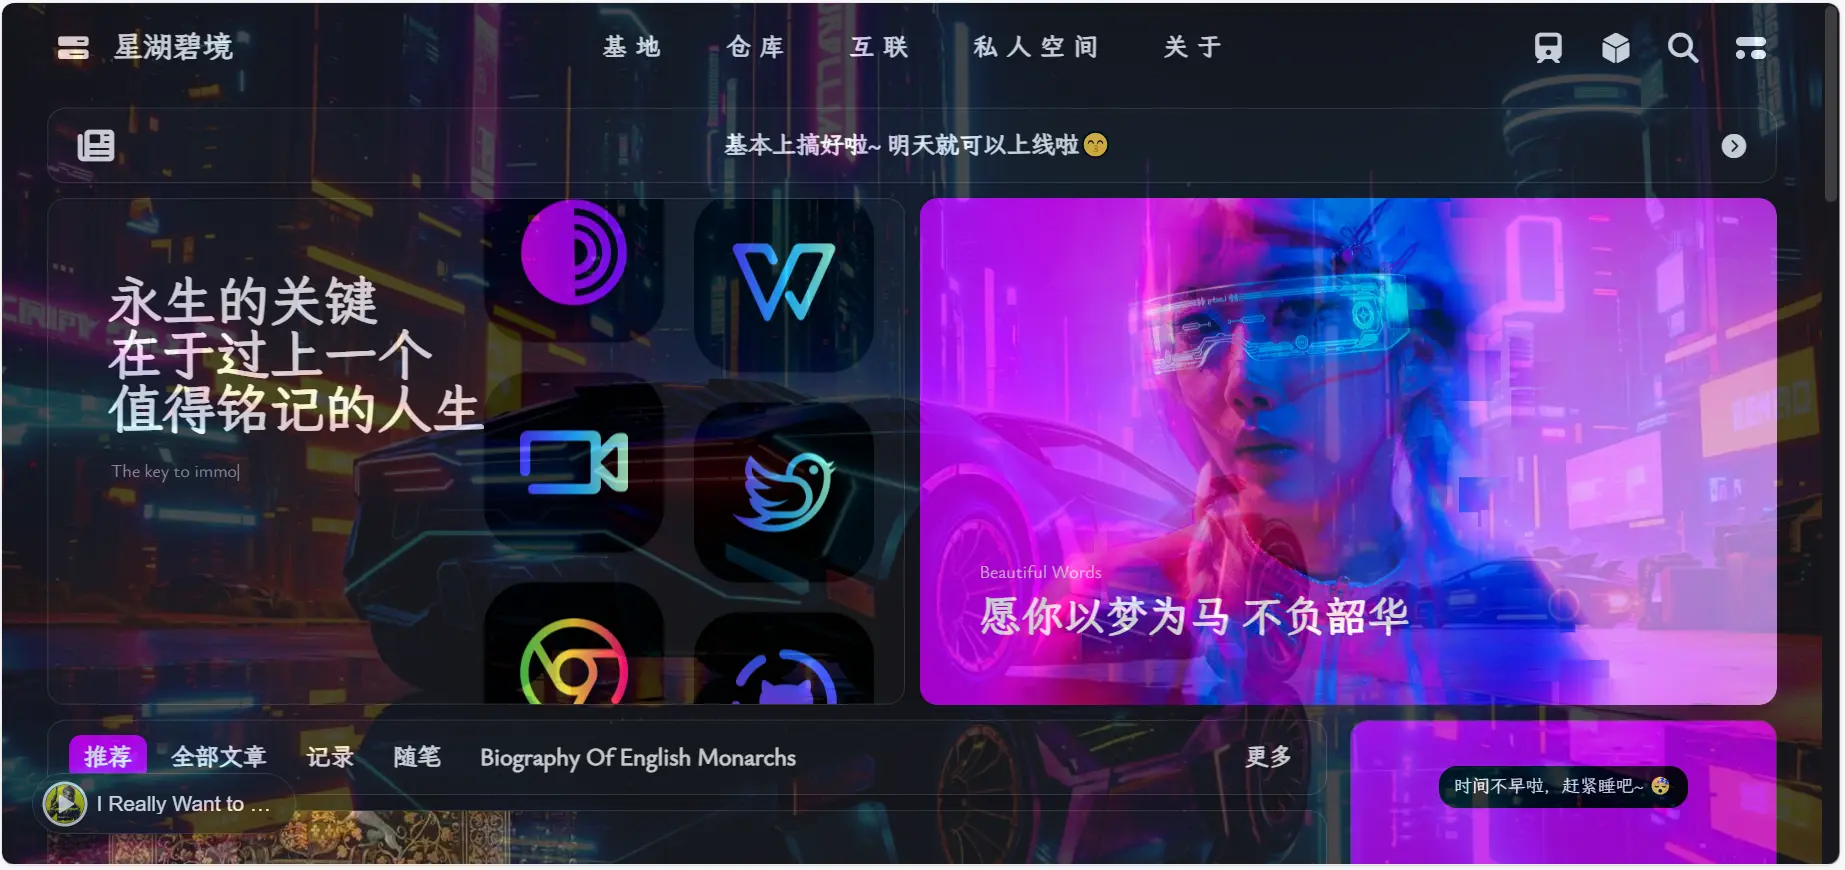 星湖碧境
基地
仓库
互联
私人空间
关于
基本上搞好啦~ 明天就可以上线啦😙
永生的关键
在于过上一个
值得铭记的人生
The key to immo|
Beautiful Words
愿你以梦为马 不负韶华
推荐
全部文章
记录
随笔
Biography Of English Monarchs
更多
I Really Want to ...
时间不早啦，赶紧睡吧~ 😴